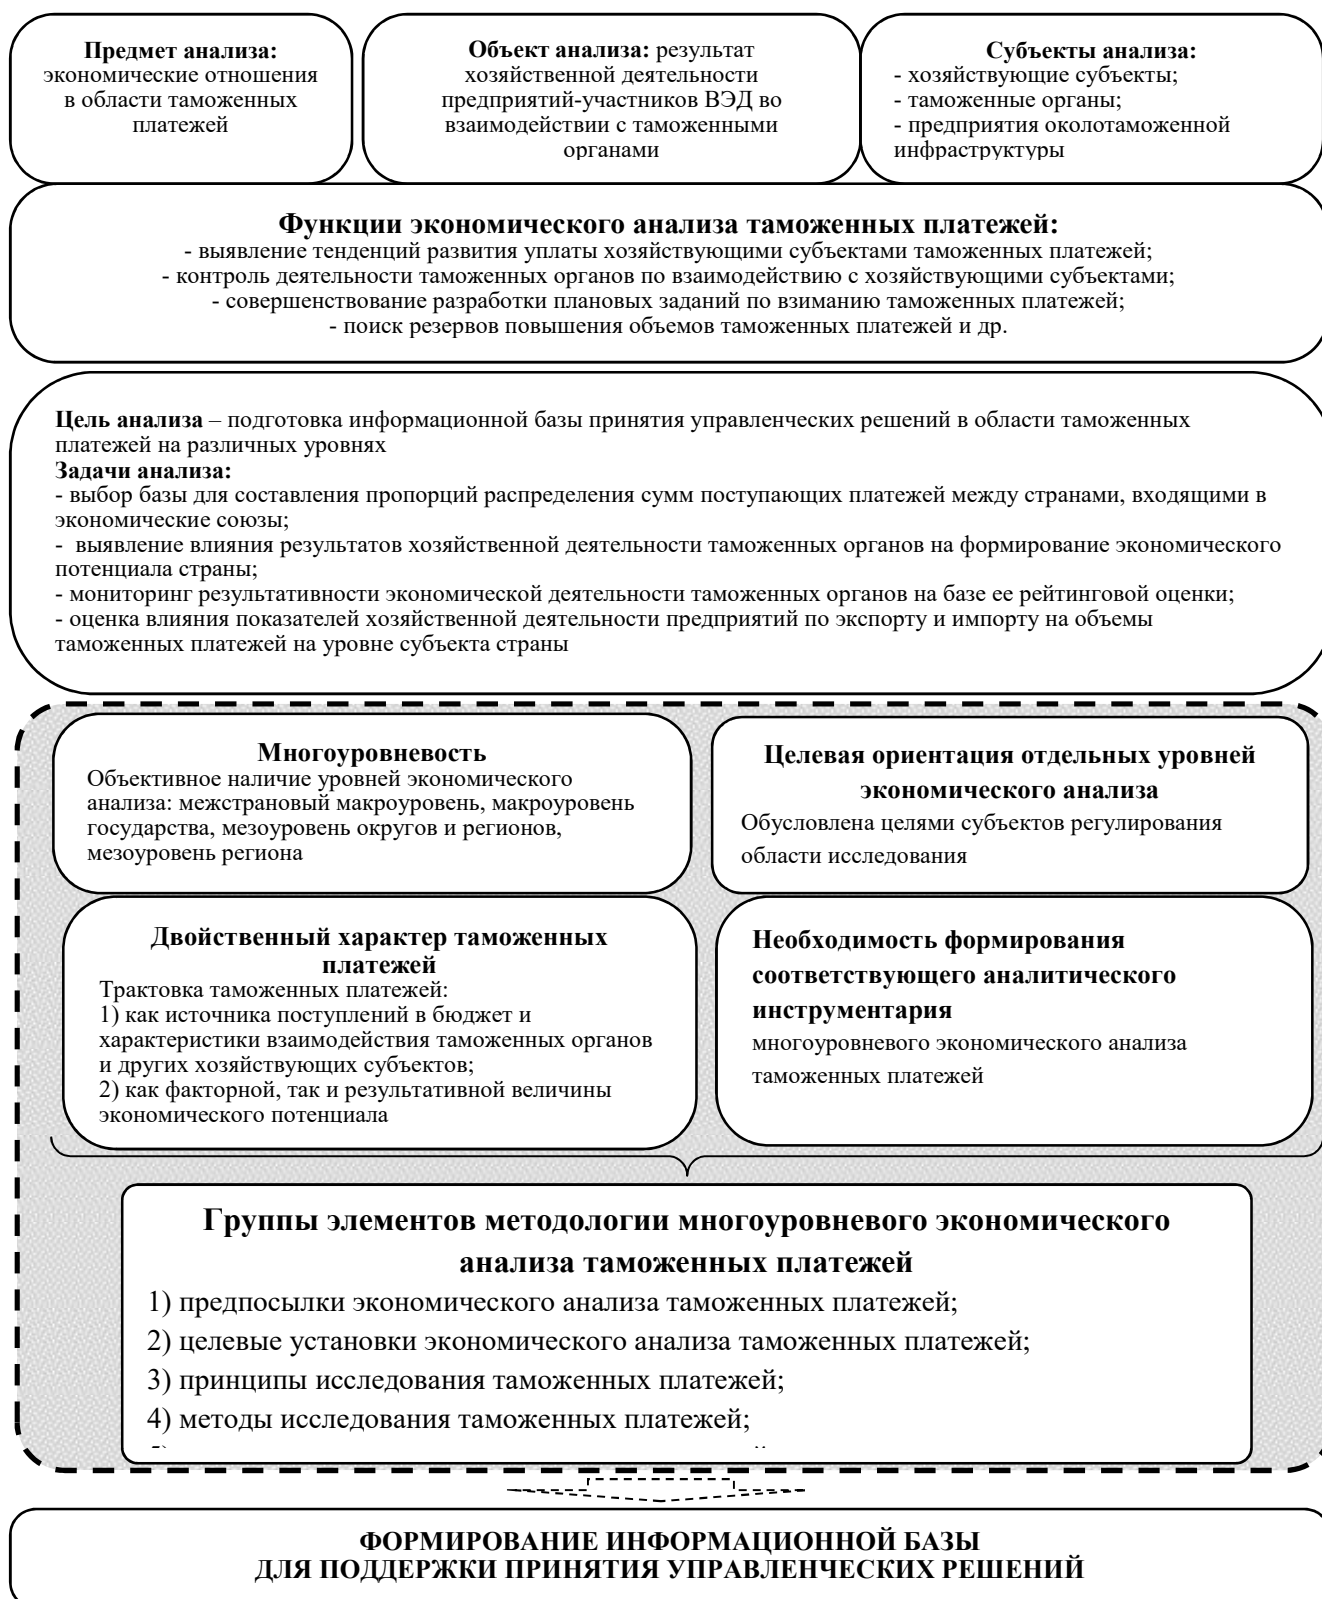 Предмет анализа:
экономические отношения
в области таможенных
платежей
Объект анализа: результат
хозяйственной деятельности
предприятий-участников ВЭД во
взаимодействии с таможенными
органами
Субъекты анализа:
- хозяйствующие субъекты;
- таможенные органы;
- предприятия околотаможенной
инфраструктуры
Функции экономического анализа таможенных платежей:
- выявление тенденций развития уплаты хозяйствующими субъектами таможенных платежей;
- контроль деятельности таможенных органов по взаимодействию с хозяйствующими субъектами;
- совершенствование разработки плановых заданий по взиманию таможенных платежей;
- поиск резервов повышения объемов таможенных платежей и др.
Цель анализа – подготовка информационной базы принятия управленческих решений в области таможенных
платежей на различных уровнях
Задачи анализа:
- выбор базы для составления пропорций распределения сумм поступающих платежей между странами, входящими в
экономические союзы;
- выявление влияния результатов хозяйственной деятельности таможенных органов на формирование экономического
потенциала страны;
- мониторинг результативности экономической деятельности таможенных органов на базе ее рейтинговой оценки;
- оценка влияния показателей хозяйственной деятельности предприятий по экспорту и импорту на объемы
таможенных платежей на уровне субъекта страны
Многоуровневость
Объективное наличие уровней экономического
анализа: межстрановый макроуровень, макроуровень
государства, мезоуровень округов и регионов,
мезоуровень региона
Целевая ориентация отдельных уровней
экономического анализа
Обусловлена целями субъектов регулирования
области исследования
Двойственный характер таможенных
платежей
Трактовка таможенных платежей:
1) как источника поступлений в бюджет и
характеристики взаимодействия таможенных органов
и других хозяйствующих субъектов;
2) как факторной, так и результативной величины
экономического потенциала
Необходимость формирования
соответствующего аналитического
инструментария
многоуровневого экономического анализа
таможенных платежей
Группы элементов методологии многоуровневого экономического
анализа таможенных платежей
1) предпосылки экономического анализа таможенных платежей;
2) целевые установки экономического анализа таможенных платежей;
3) принципы исследования таможенных платежей;
4) методы исследования таможенных платежей;
ФОРМИРОВАНИЕ ИНФОРМАЦИОННОЙ БАЗЫ
ДЛЯ ПОДДЕРЖКИ ПРИНЯТИЯ УПРАВЛЕНЧЕСКИХ РЕШЕНИЙ